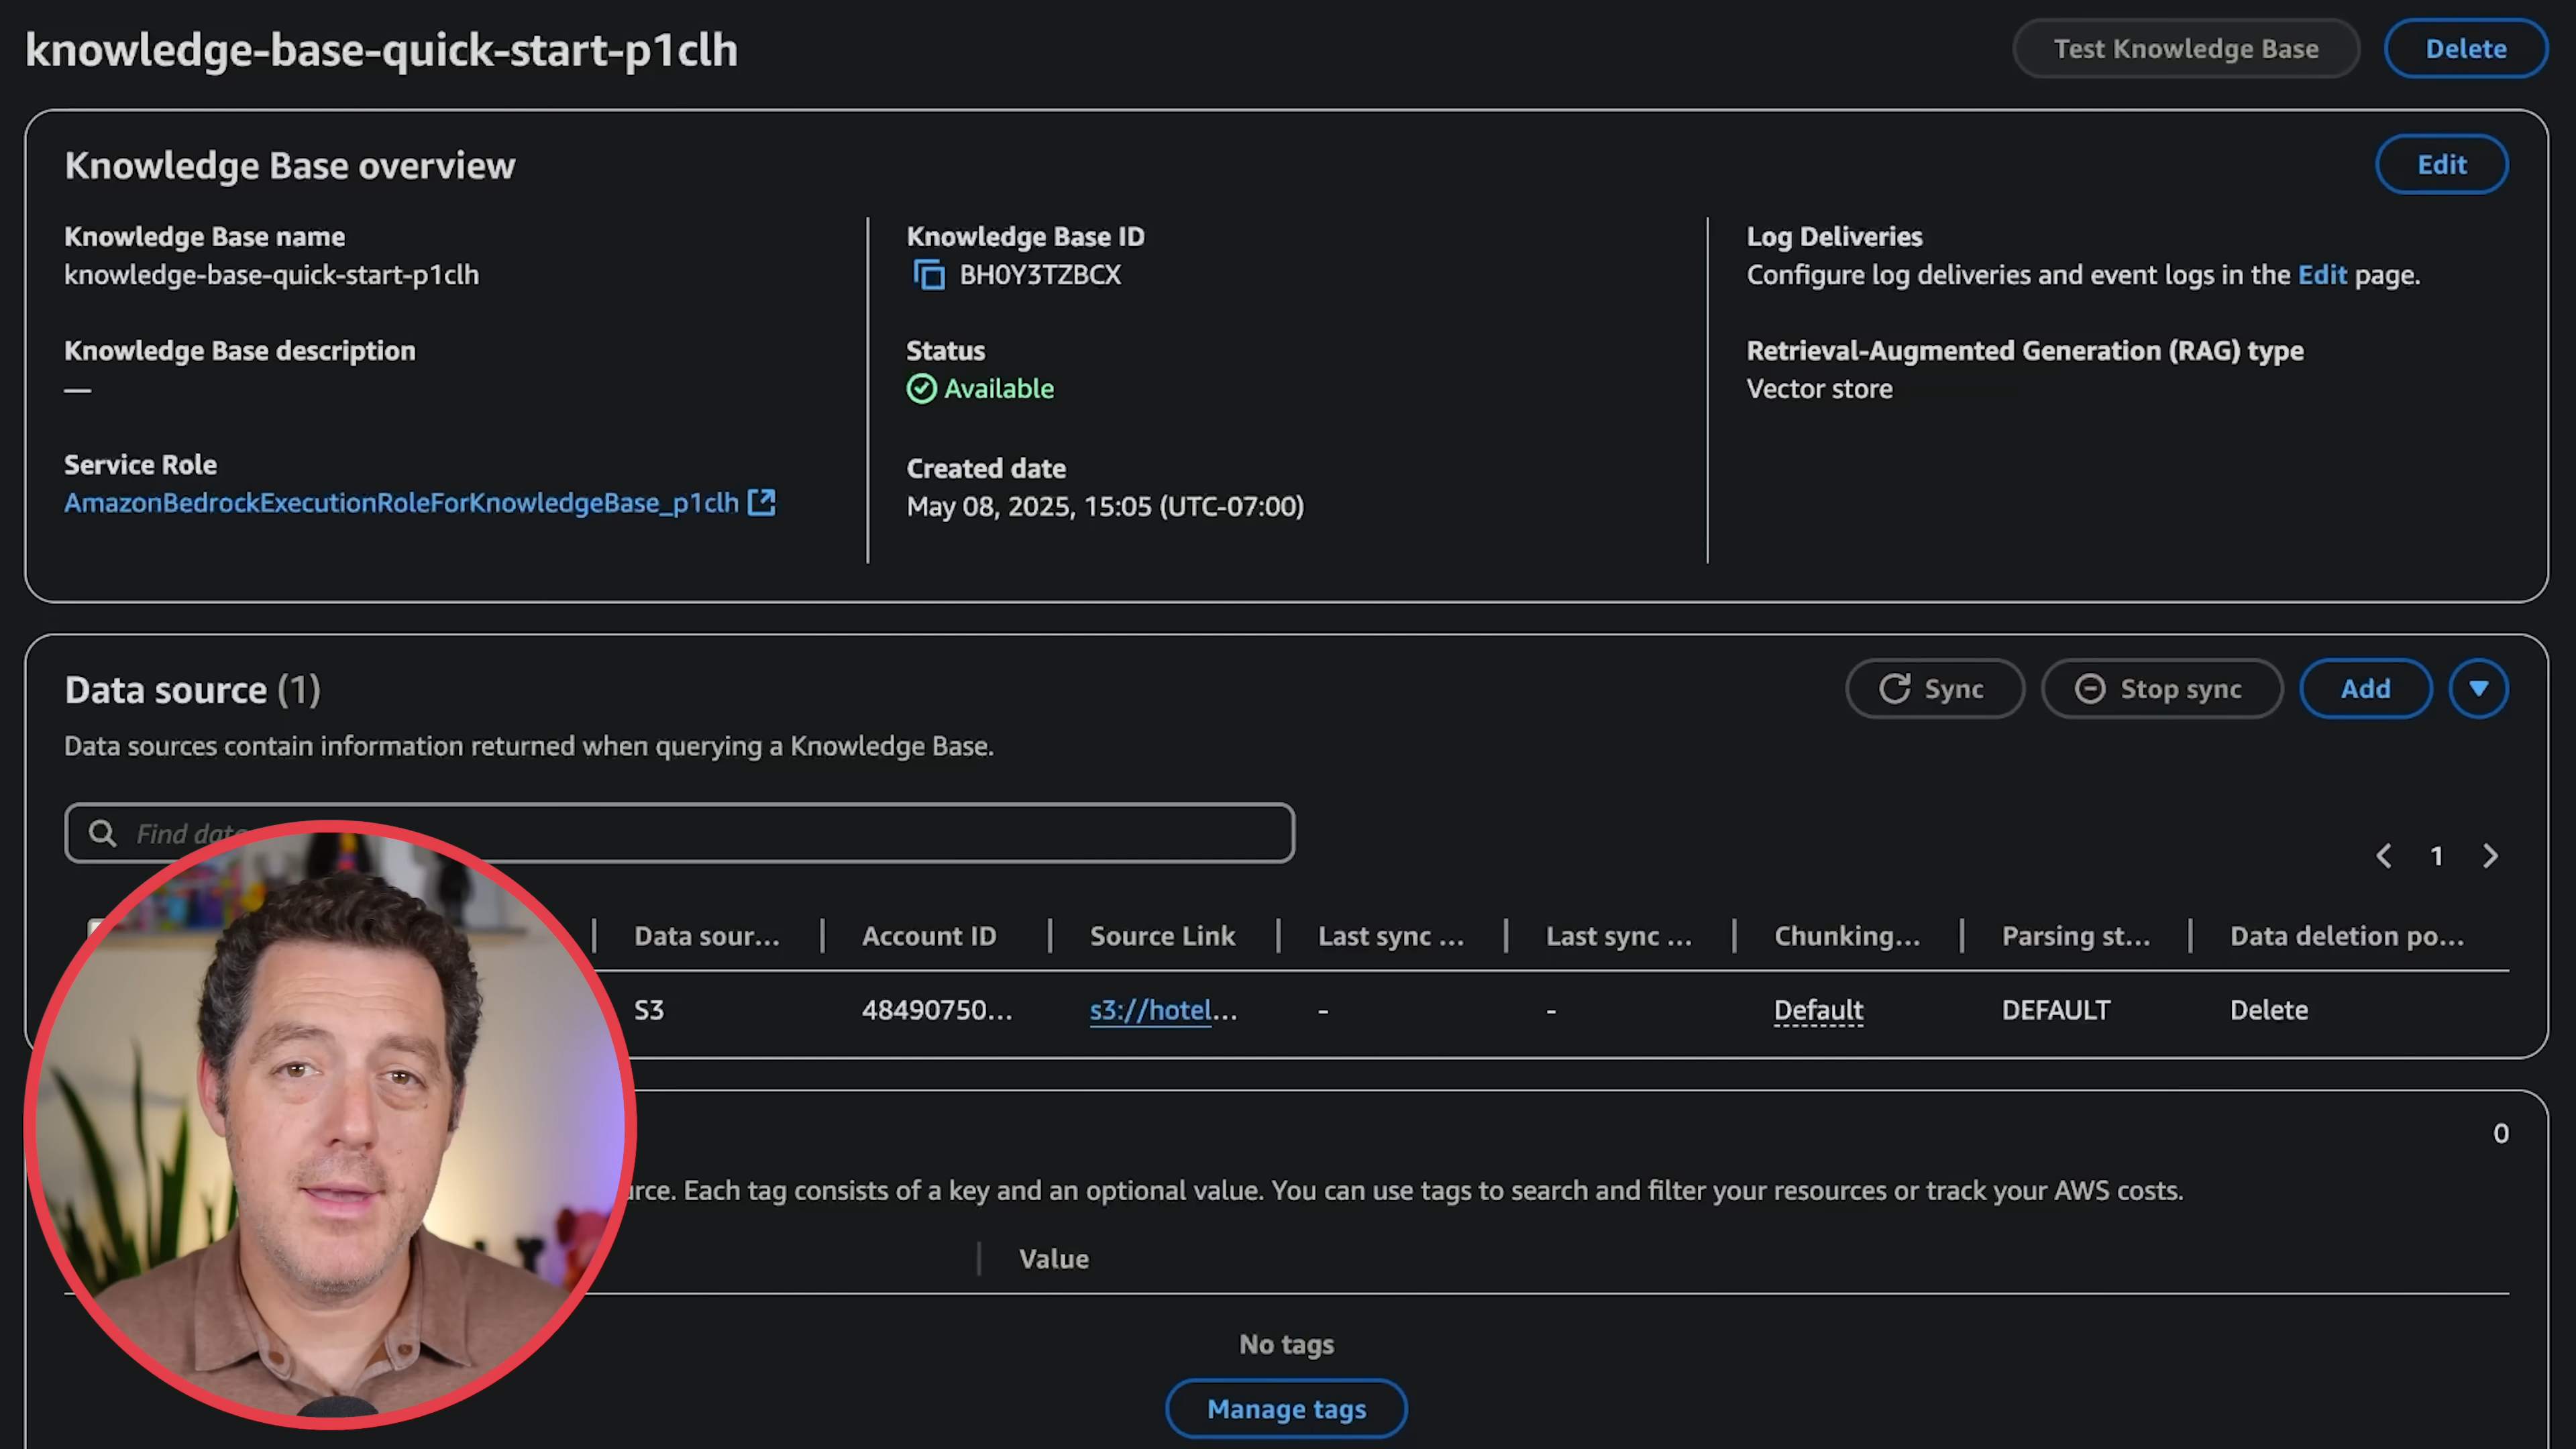 knowledge-base-quick-start-p1clh
Test Knowledge Base
Delete
Knowledge Base overview
Edit
Knowledge Base name
knowledge-base-quick-start-p1clh
Knowledge Base description
—
Service Role
AmazonBedrockExecutionRoleForKnowledgeBase_p1clh
Knowledge Base ID
BH0Y3TZBCX
Status
Available
Created date
May 08, 2025, 15:05 (UTC-07:00)
Log Deliveries
Configure log deliveries and event logs in the Edit page.
Retrieval-Augmented Generation (RAG) type
Vector store
Data source (1)
Sync
Stop sync
Add
Data sources contain information returned when querying a Knowledge Base.
Find data
1
Data sour... Account ID Source Link Last sync ... Last sync ... Chunking... Parsing st... Data deletion po...
S3 48490750... s3://hotel... - - Default DEFAULT Delete
0
Each tag consists of a key and an optional value. You can use tags to search and filter your resources or track your AWS costs.
Value
No tags
Manage tags